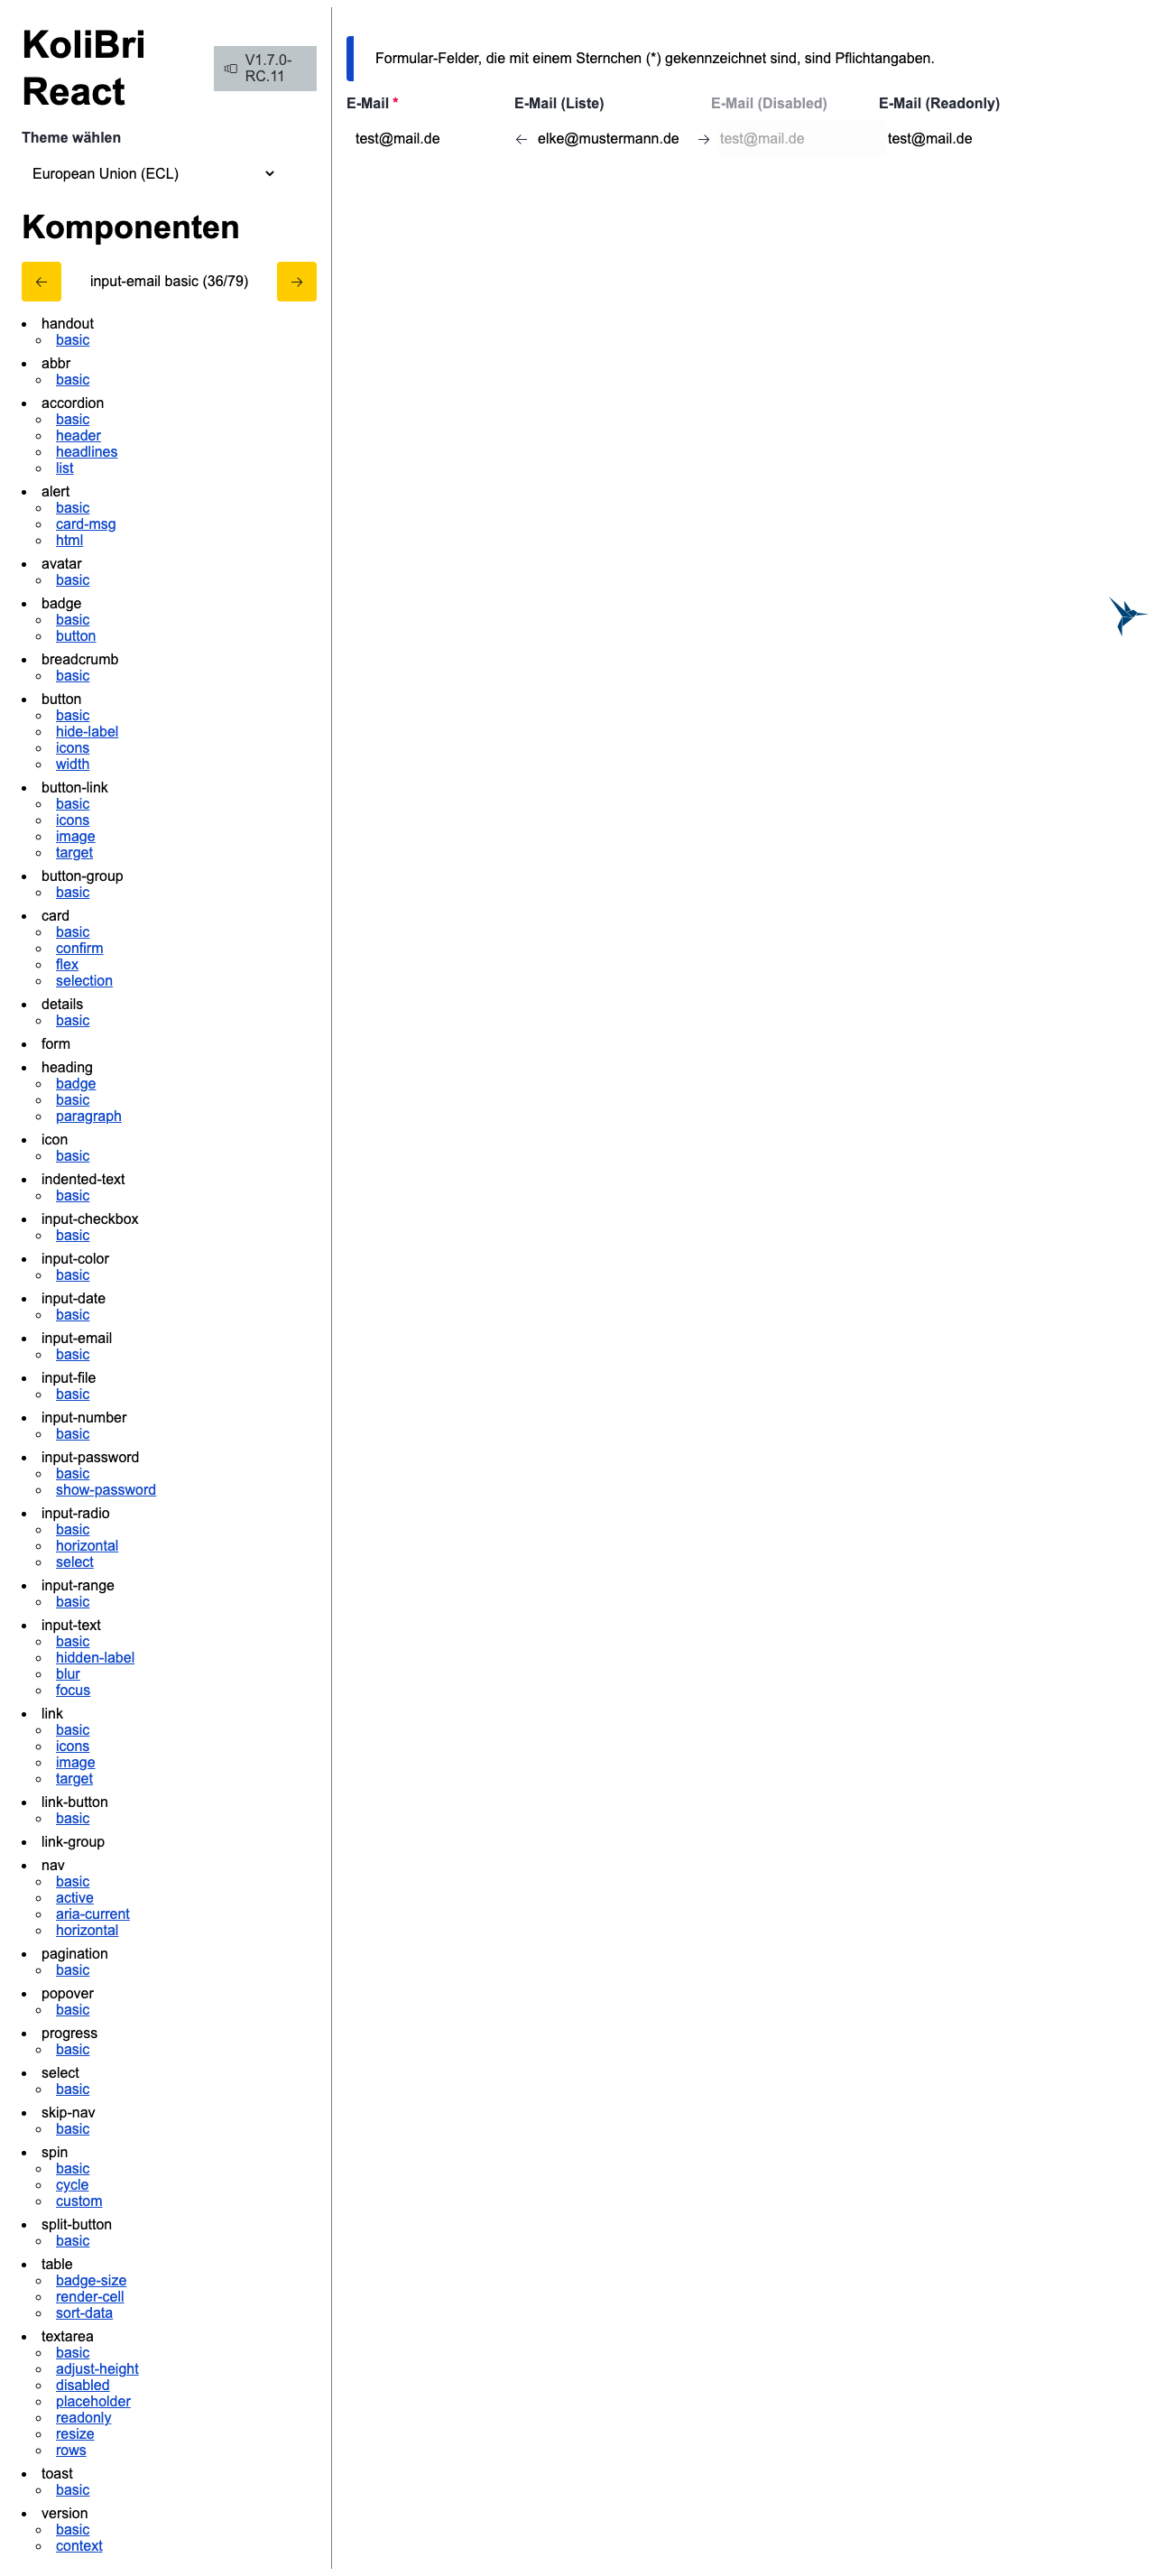 KoliBri
React
V1.7.0-
RC.11
Theme wählen
European Union (ECL)
Komponenten
← input-email basic (36/79) →
handout
basic
abbr
basic
accordion
basic
header
headlines
list
alert
basic
card-msg
html
avatar
basic
badge
basic
button
breadcrumb
basic
button
basic
hide-label
icons
width
button-link
basic
icons
image
target
button-group
basic
card
basic
confirm
flex
selection
details
basic
form
heading
badge
basic
paragraph
icon
basic
indented-text
basic
input-checkbox
basic
input-color
basic
input-date
basic
input-email
basic
input-file
basic
input-number
basic
input-password
basic
show-password
input-radio
basic
horizontal
select
input-range
basic
input-text
basic
hidden-label
blur
focus
link
basic
icons
image
target
link-button
basic
link-group
nav
basic
active
aria-current
horizontal
pagination
basic
popover
basic
progress
basic
select
basic
skip-nav
basic
spin
basic
cycle
custom
split-button
basic
table
badge-size
render-cell
sort-data
textarea
basic
adjust-height
disabled
placeholder
readonly
resize
rows
toast
basic
version
basic
context
Formular-Felder, die mit einem Sternchen (*) gekennzeichnet sind, sind Pflichtangaben.
E-Mail * E-Mail (Liste) E-Mail (Disabled) E-Mail (Readonly)
test@mail.de ← elke@mustermann.de → test@mail.de test@mail.de